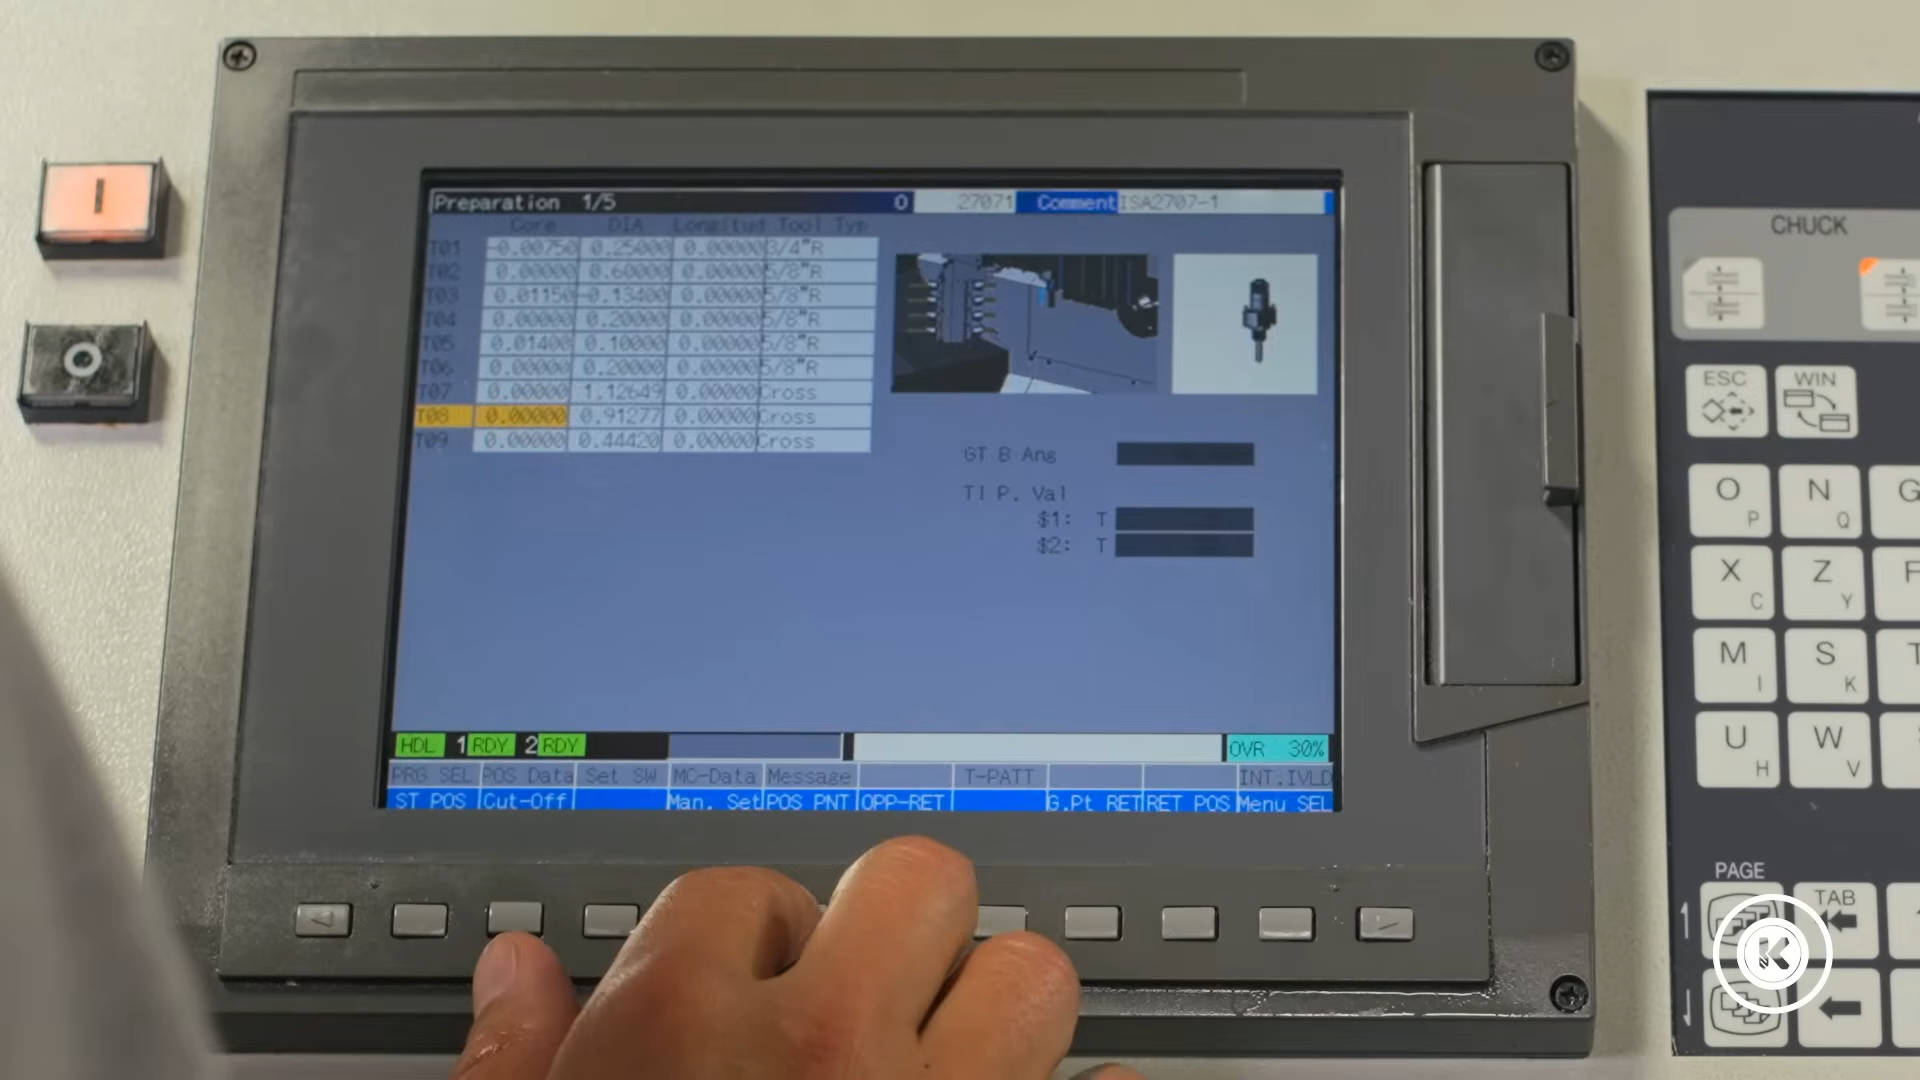 Preparation 1/5 O 27071 Comment ISA2707-1
Core DIA Longitud Tool Typ
T01 -0.00750 0.25000 0.00000 3/4"R
T02 0.00000 0.60000 0.00000 5/8"R
T03 0.01150 -0.13400 0.00000 5/8"R
T04 0.00000 0.20000 0.00000 5/8"R
T05 0.01400 0.10000 0.00000 5/8"R
T06 0.00000 0.20000 0.00000 5/8"R
T07 0.00000 1.12649 0.00000 Cross
T08 0.00000 0.91277 0.00000 Cross
T09 0.00000 0.44420 0.00000 Cross
GT B Ang
Tl P. Val
$1: T
$2: T
HDL 1 RDY 2 RDY OVR 30%
PRG SEL POS Data Set SW MC-Data Message T-PATT INT.IVLD
ST POS Cut-Off Man. Set POS PNT OPP-RET G.Pt RET RET POS Menu SEL
CHUCK
ESC WIN
O P N Q G
X C Z Y F
M I S K T
U H W V
PAGE
TAB
K